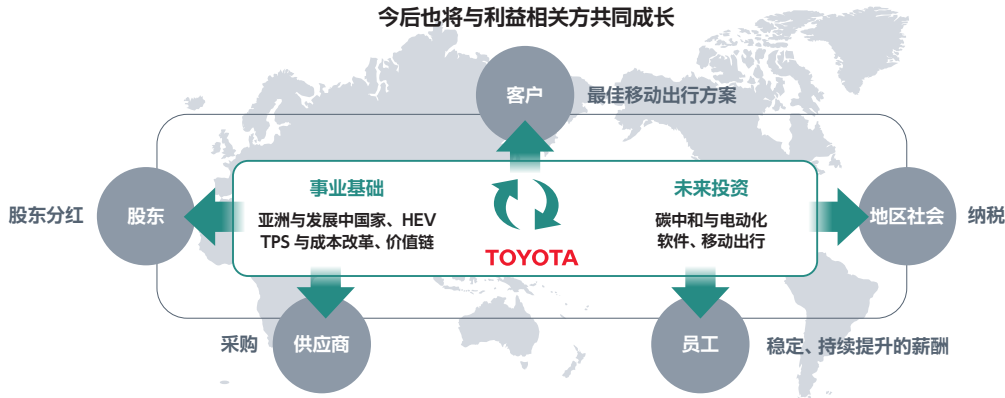 今后也将与利益相关方共同成长
客户
最佳移动出行方案
事业基础
亚洲与发展中国家、HEV
TPS 与成本改革、价值链
未来投资
碳中和与电动化
软件、移动出行
TOYOTA
股东分红
股东
地区社会
纳税
采购
供应商
员工
稳定、持续提升的薪酬